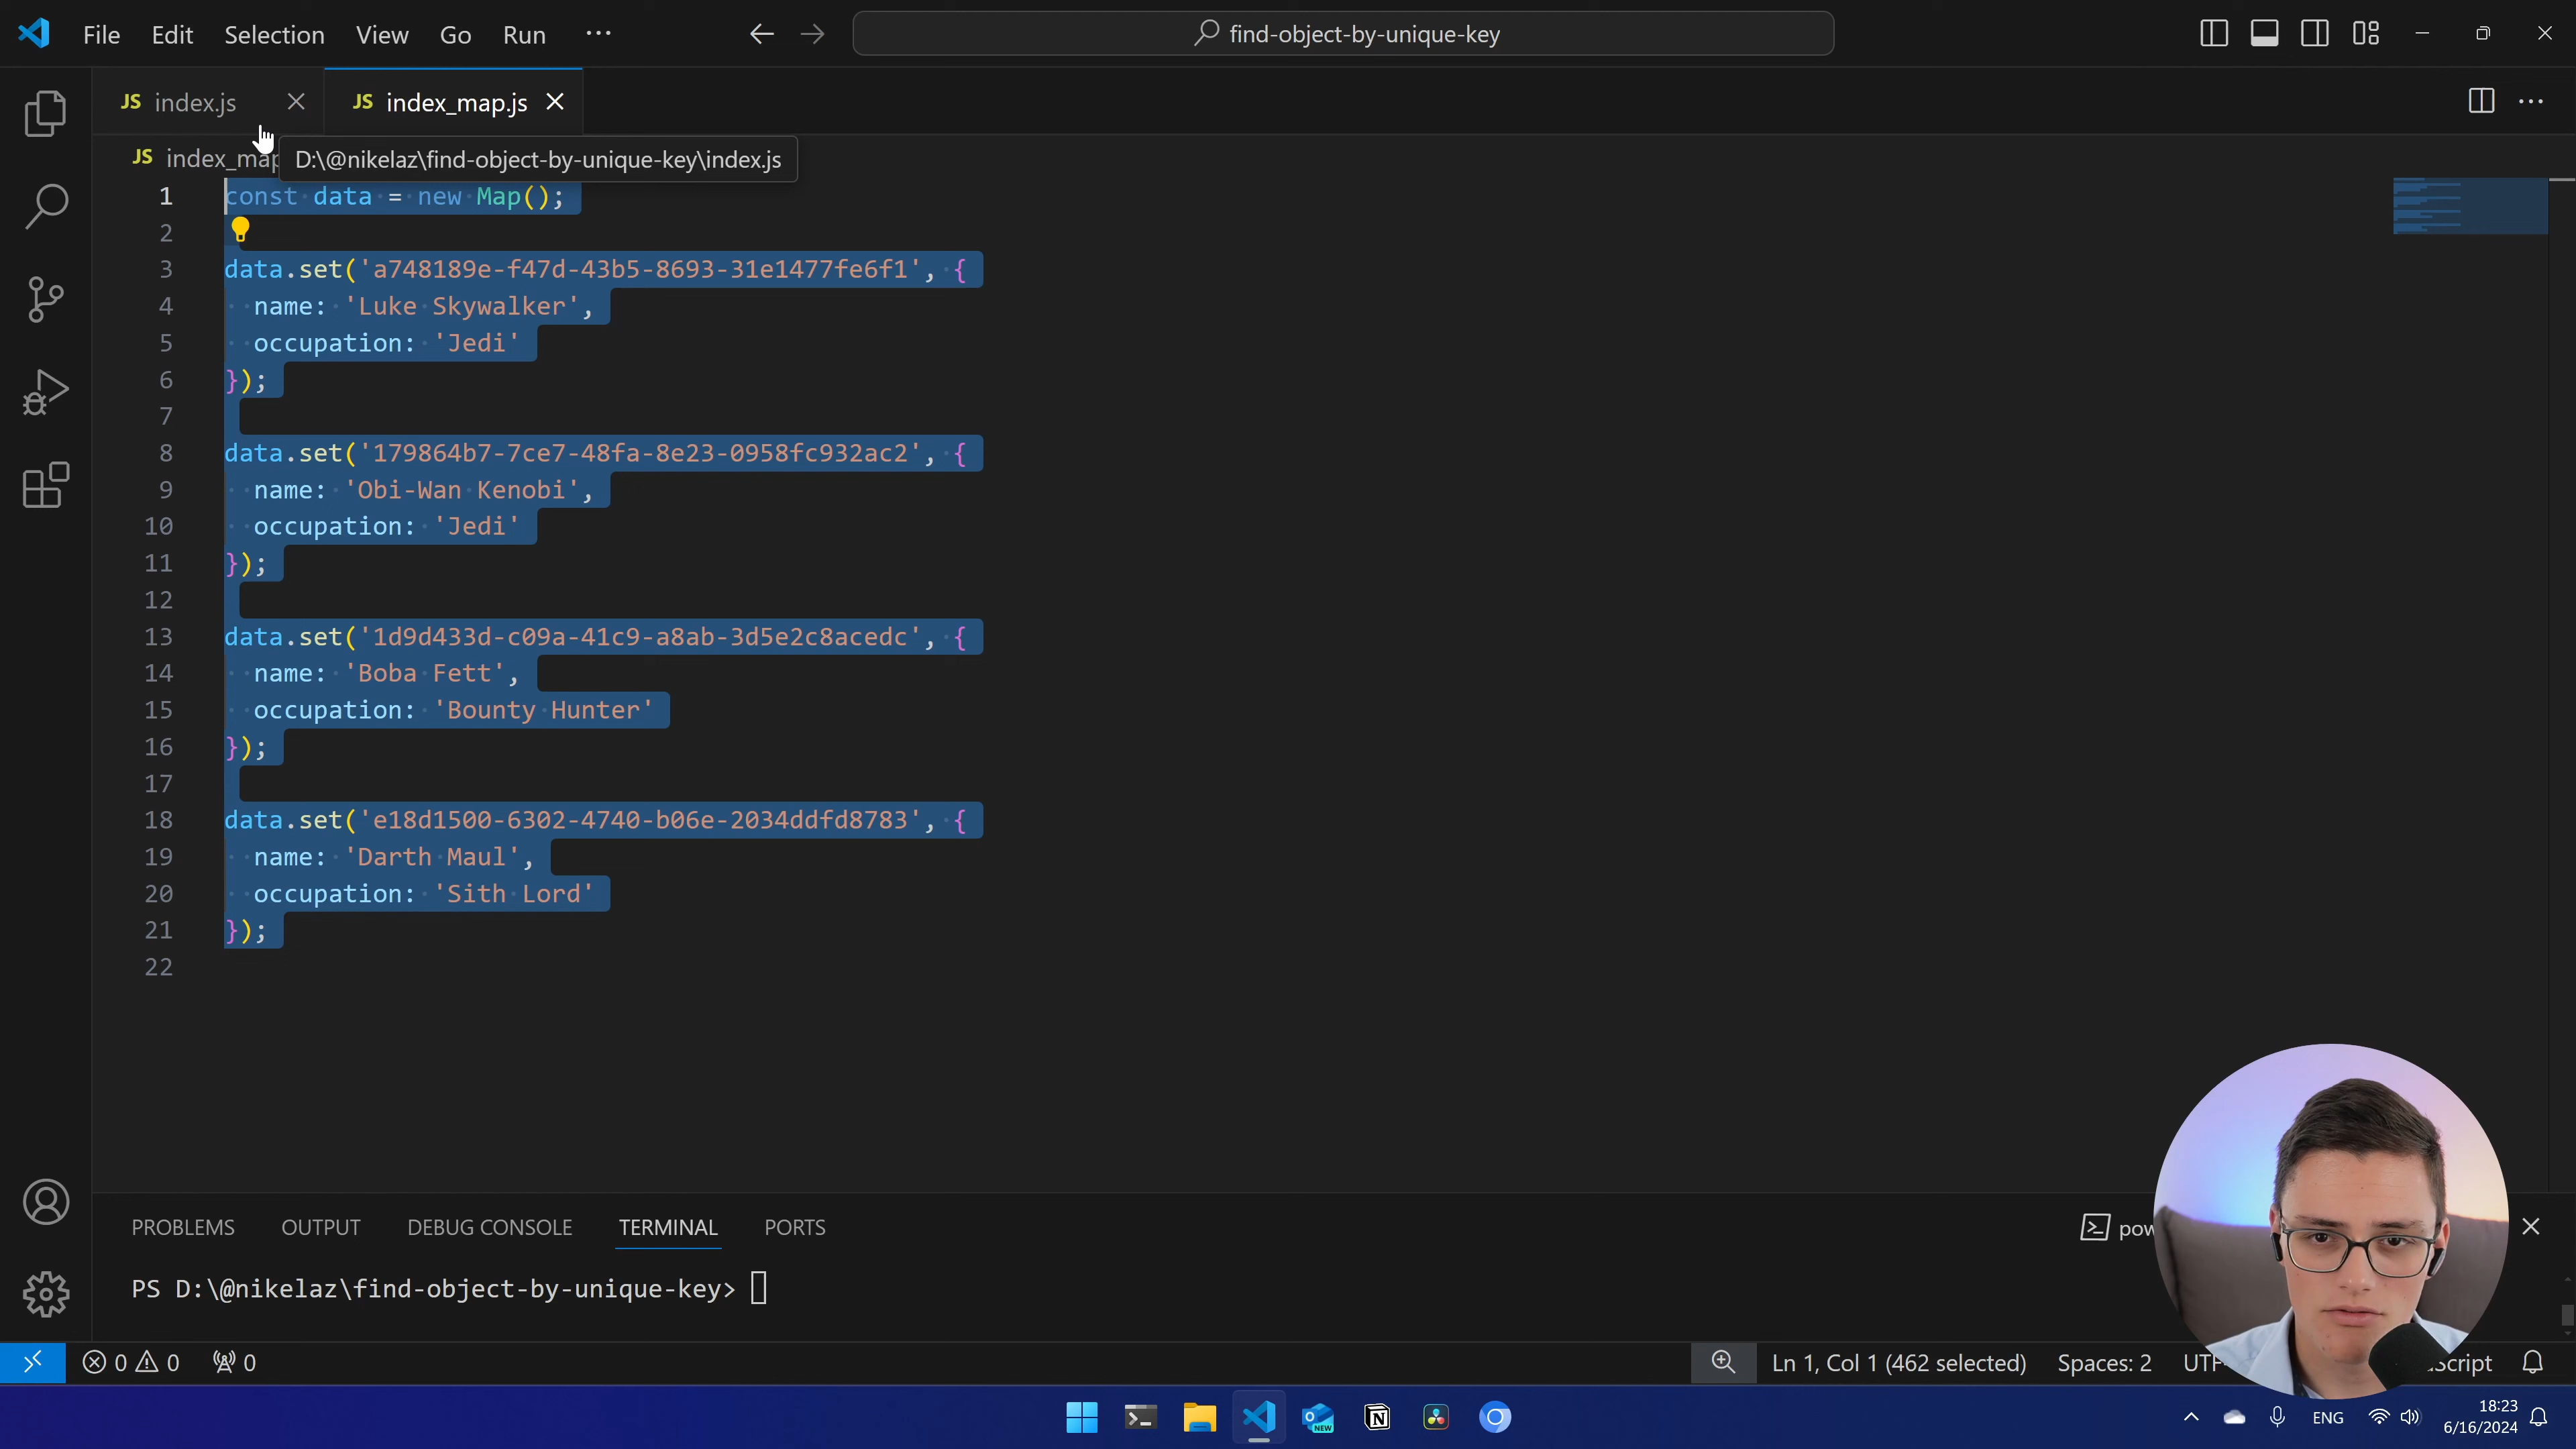 File Edit Selection View Go Run ···
find-object-by-unique-key
JS index.js
JS index_map.js
JS index_map
D:\@nikelaz\find-object-by-unique-key\index.js
1 const data = new Map();
2
3 data.set('a748189e-f47d-43b5-8693-31e1477fe6f1', {
4 name: 'Luke Skywalker',
5 occupation: 'Jedi'
6 });
7
8 data.set('179864b7-7ce7-48fa-8e23-0958fc932ac2', {
9 name: 'Obi-Wan Kenobi',
10 occupation: 'Jedi'
11 });
12
13 data.set('1d9d433d-c09a-41c9-a8ab-3d5e2c8acedc', {
14 name: 'Boba Fett',
15 occupation: 'Bounty Hunter'
16 });
17
18 data.set('e18d1500-6302-4740-b06e-2034ddfd8783', {
19 name: 'Darth Maul',
20 occupation: 'Sith Lord'
21 });
22
PROBLEMS OUTPUT DEBUG CONSOLE TERMINAL PORTS
pow
PS D:\@nikelaz\find-object-by-unique-key>
0 0 0
Ln 1, Col 1 (462 selected) Spaces: 2 UTF Script
NEW
ENG
18:23
6/16/2024